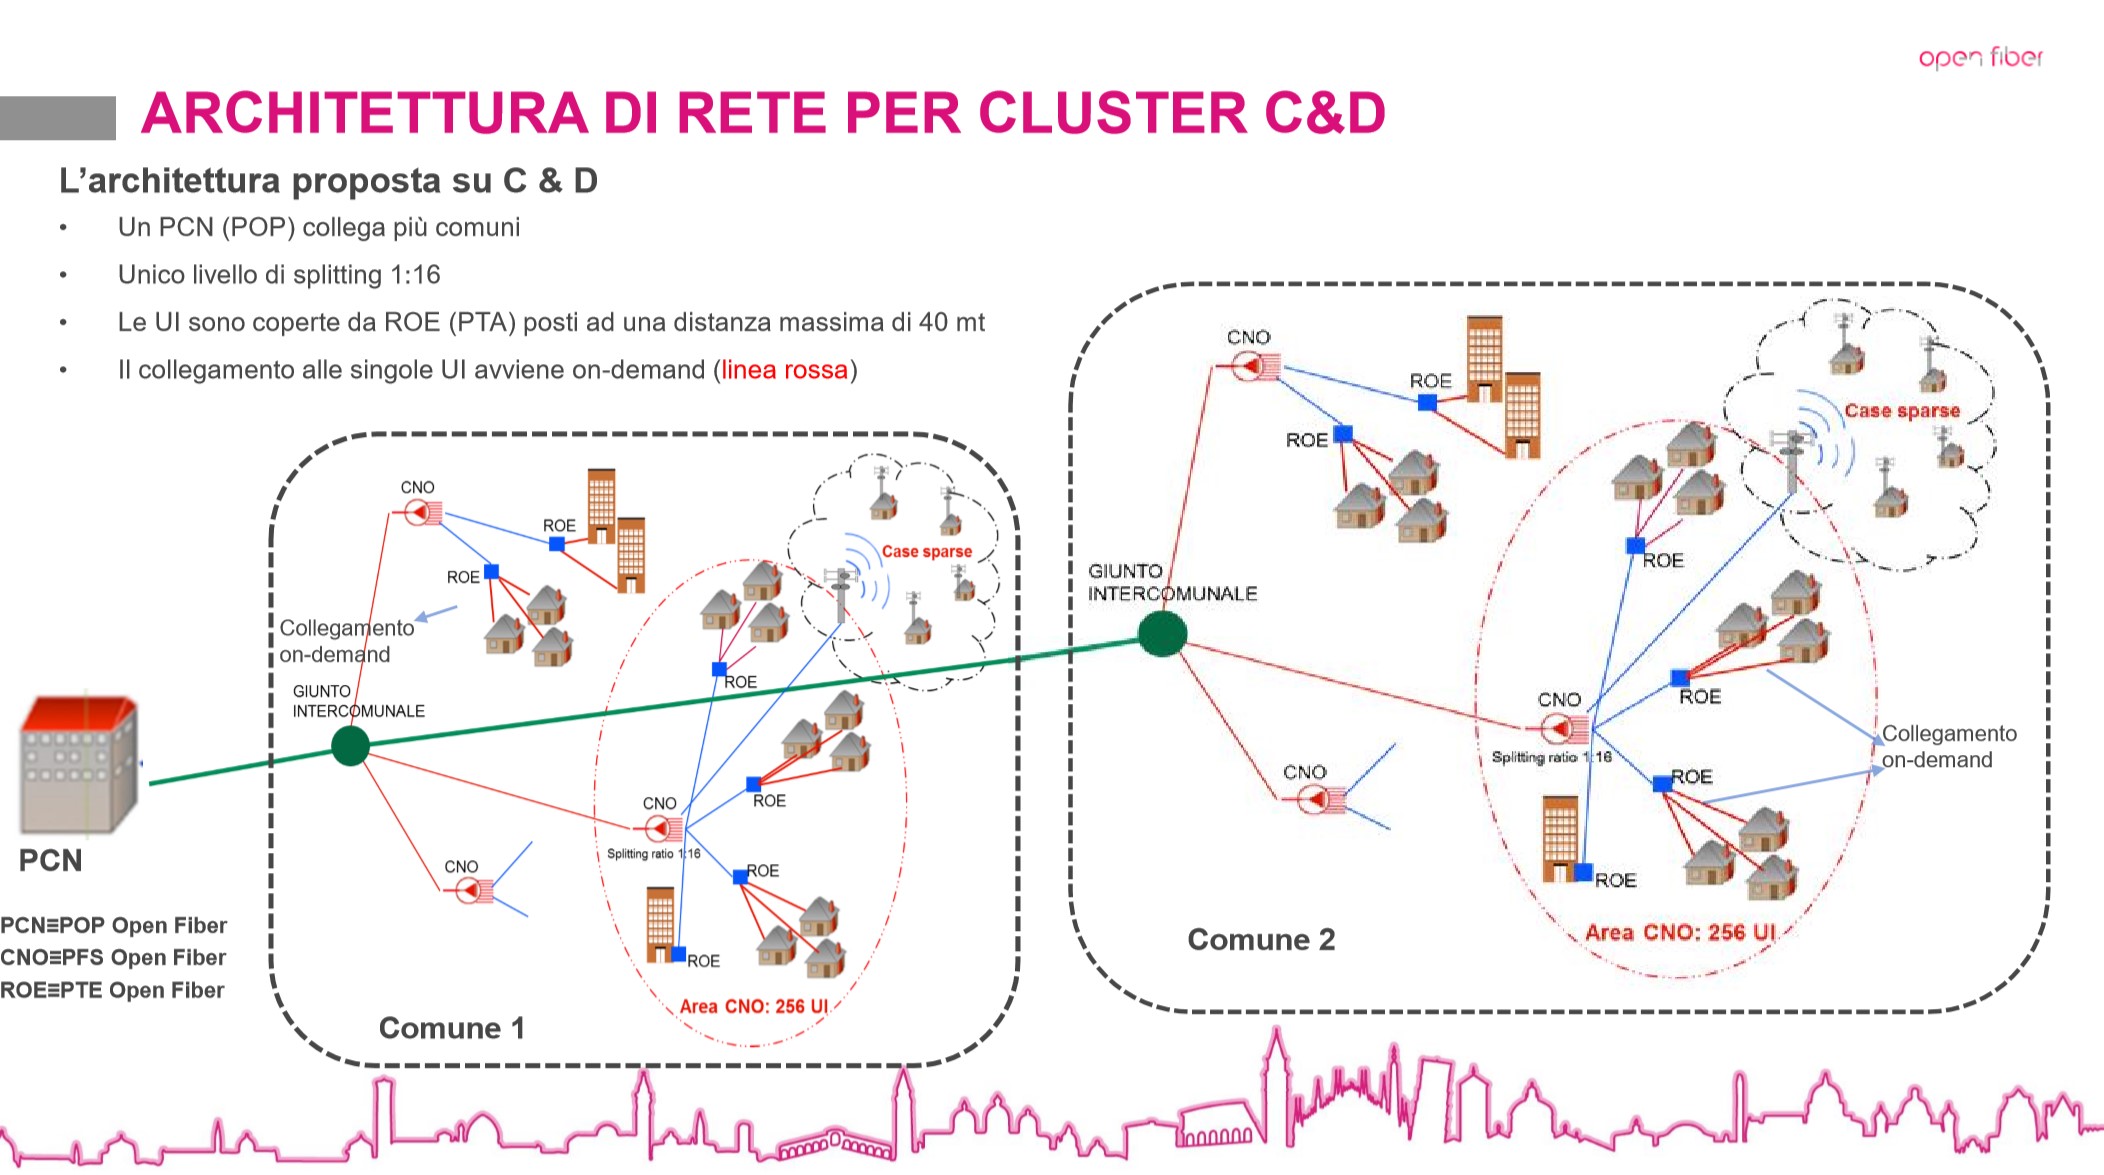 open fiber
ARCHITETTURA DI RETE PER CLUSTER C&D
L’architettura proposta su C & D
• Un PCN (POP) collega più comuni
• Unico livello di splitting 1:16
• Le UI sono coperte da ROE (PTA) posti ad una distanza massima di 40 mt
• Il collegamento alle singole UI avviene on-demand (linea rossa)
CNO
ROE
ROE
Case sparse
Collegamento
on-demand
GIUNTO
INTERCOMUNALE
ROE
CNO
Splitting ratio 1:16
ROE
CNO
ROE
ROE
Area CNO: 256 UI
Comune 1
PCN
PCN≡POP Open Fiber
CNO≡PFS Open Fiber
ROE≡PTE Open Fiber
CNO
ROE
ROE
Case sparse
GIUNTO
INTERCOMUNALE
ROE
CNO
Splitting ratio 1:16
ROE
Collegamento
on-demand
CNO
ROE
ROE
Area CNO: 256 UI
Comune 2